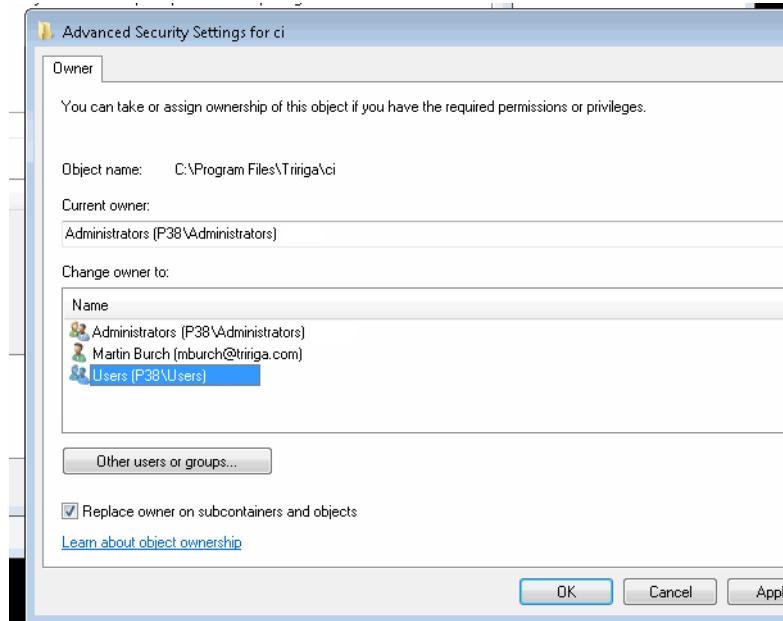 Advanced Security Settings for ci
Owner
You can take or assign ownership of this object if you have the required permissions or privileges.
Object name: C:\Program Files\Tririga\ci
Current owner:
Administrators (P38\Administrators)
Change owner to:
Name
Administrators (P38\Administrators)
Martin Burch (mburch@tririga.com)
Users (P38\Users)
Other users or groups...
Replace owner on subcontainers and objects
Learn about object ownership
OK Cancel Appl